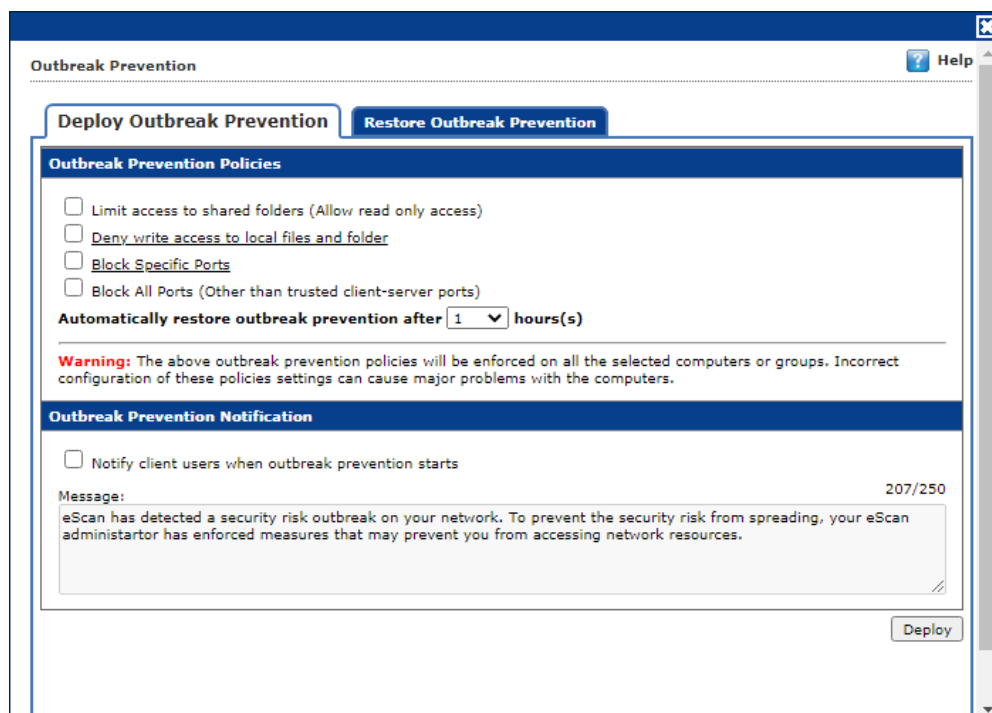 Outbreak Prevention
? Help
Deploy Outbreak Prevention
Restore Outbreak Prevention
Outbreak Prevention Policies
Limit access to shared folders (Allow read only access)
Deny write access to local files and folder
Block Specific Ports
Block All Ports (Other than trusted client-server ports)
Automatically restore outbreak prevention after 1 hours(s)
Warning: The above outbreak prevention policies will be enforced on all the selected computers or groups. Incorrect
configuration of these policies settings can cause major problems with the computers.
Outbreak Prevention Notification
Notify client users when outbreak prevention starts
207/250
Message:
eScan has detected a security risk outbreak on your network. To prevent the security risk from spreading, your eScan
administartor has enforced measures that may prevent you from accessing network resources.
Deploy